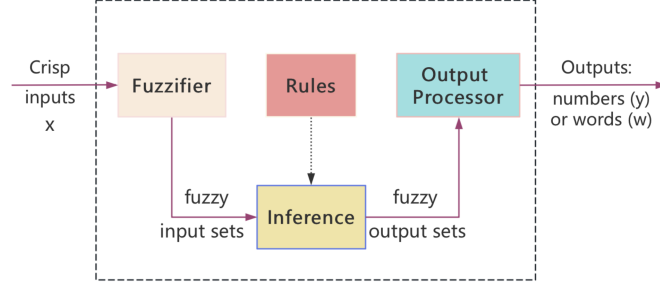 Crisp
inputs
x
Fuzzifier
Rules
Output
Processor
Outputs:
numbers (y)
or words (w)
fuzzy
input sets
Inference
fuzzy
output sets